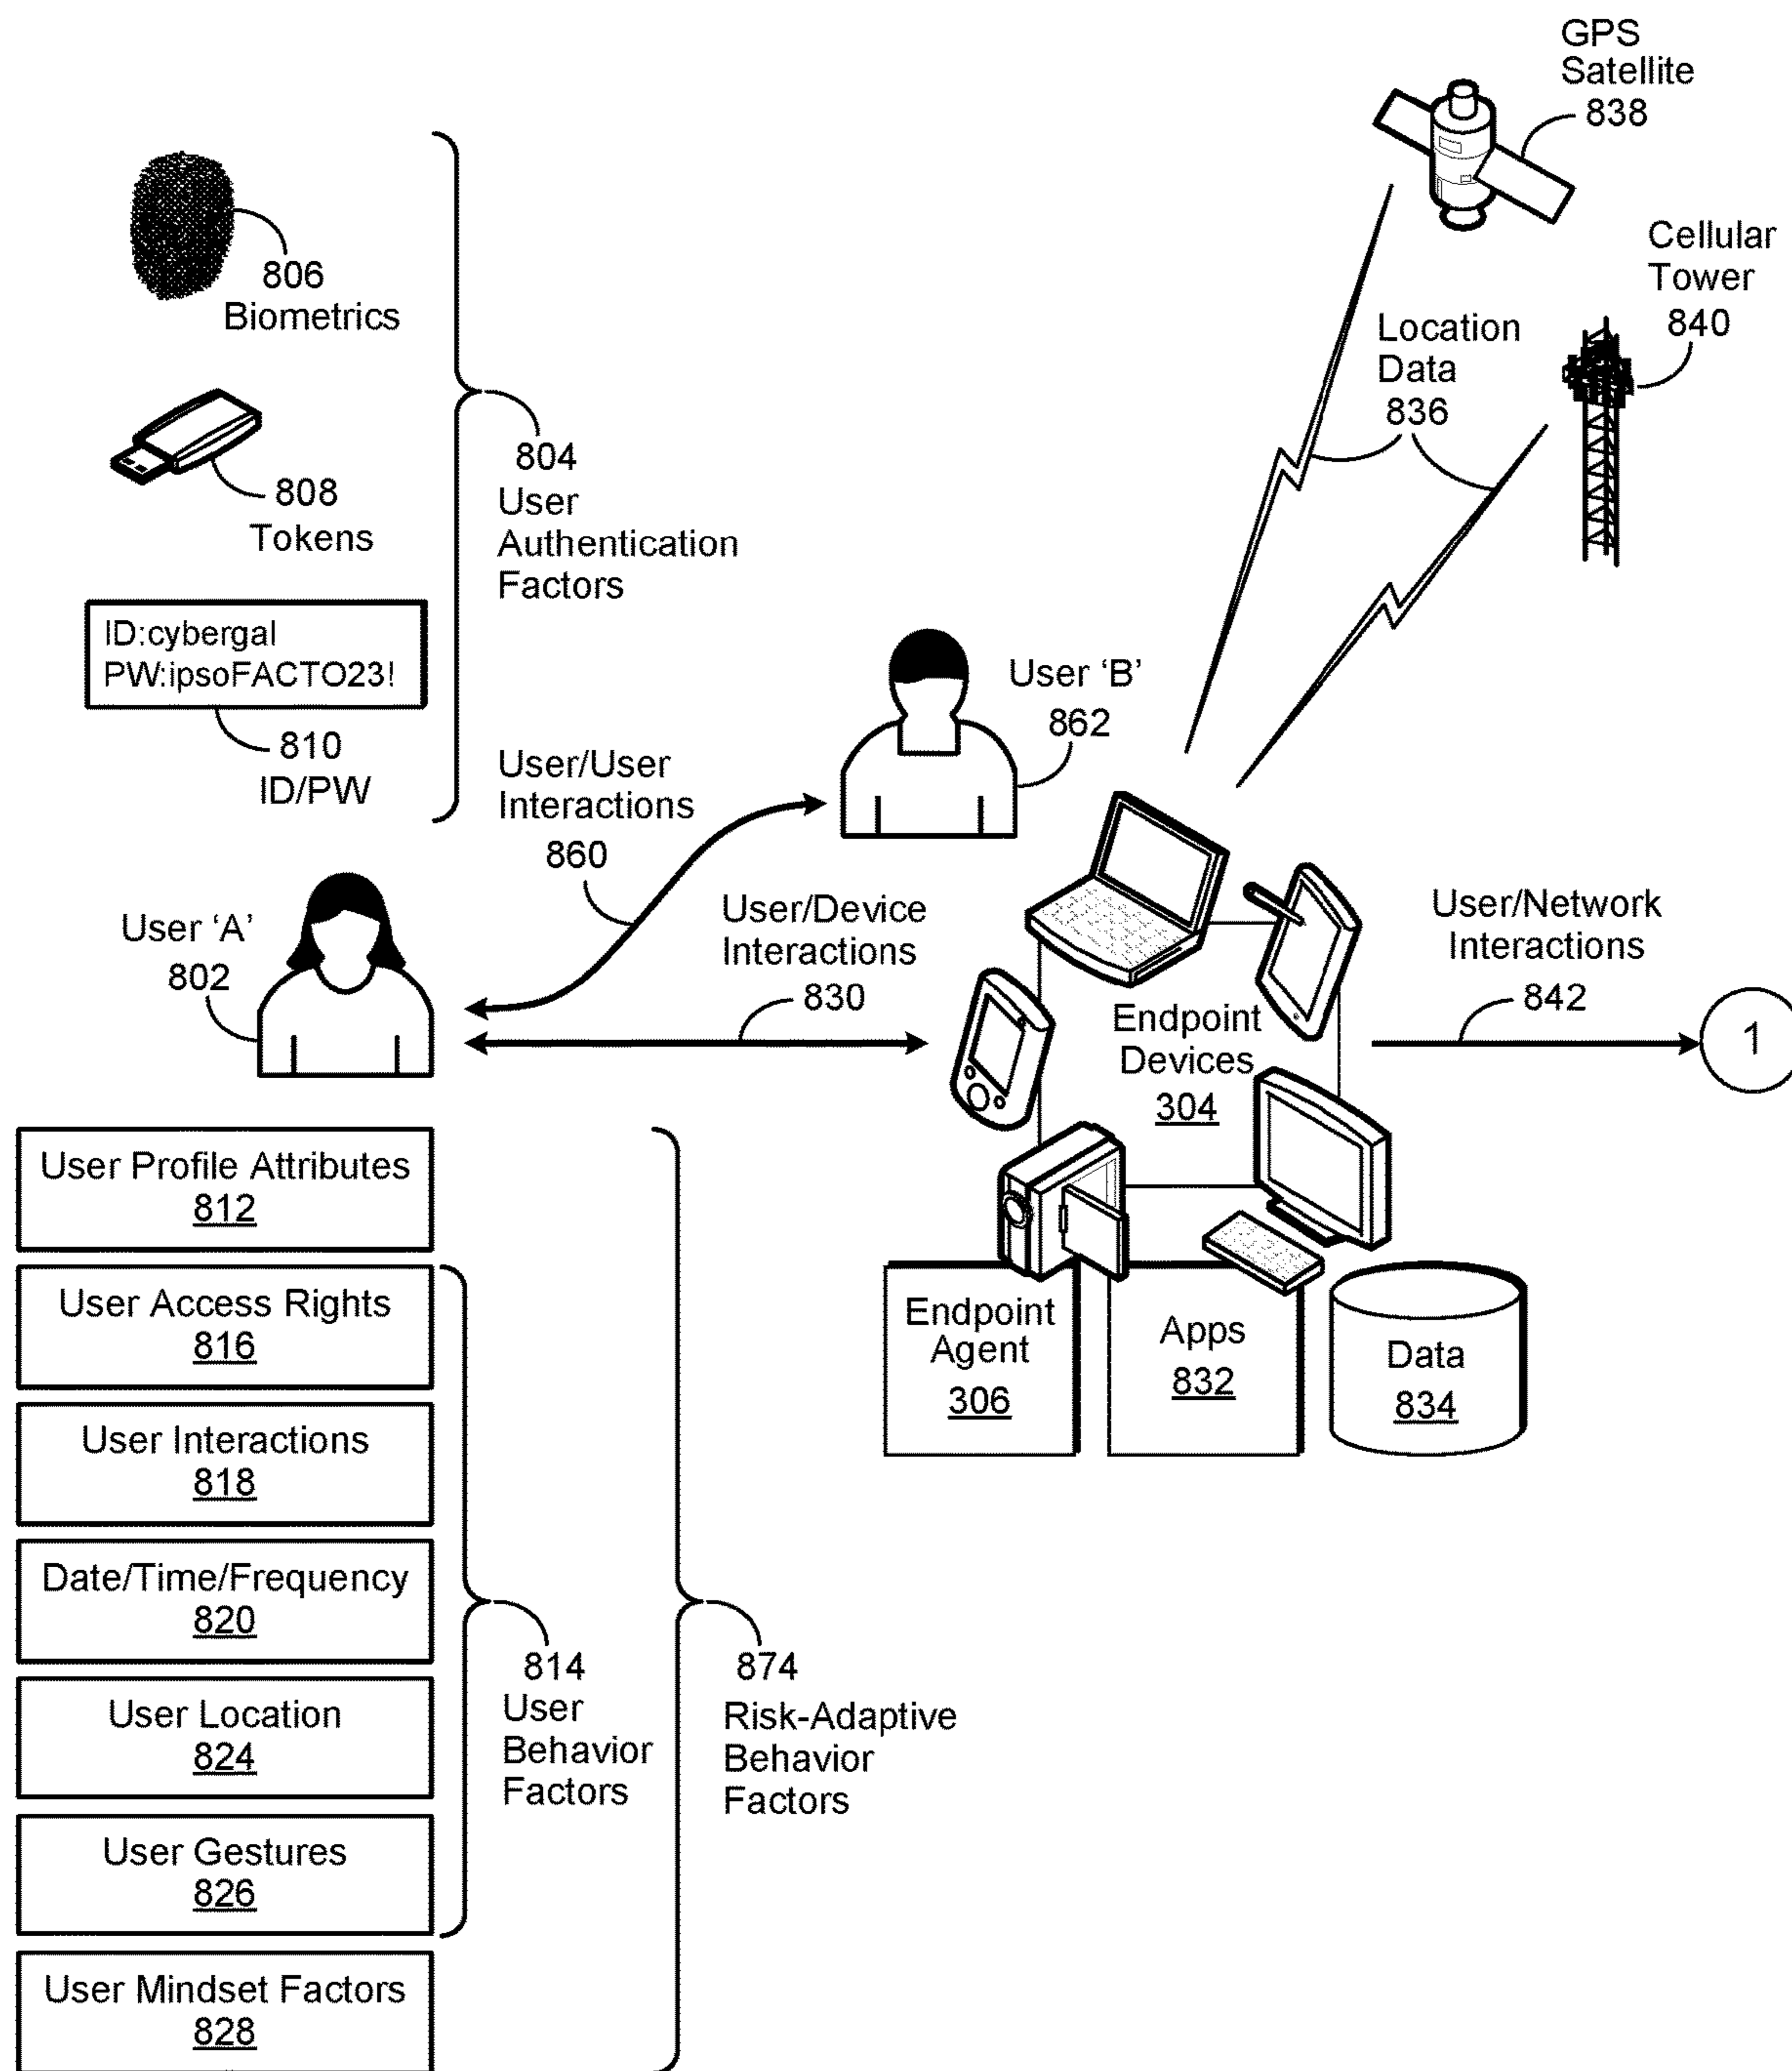 GPS
Satellite
838
Cellular
Tower
840
Location
Data
836
806
Biometrics
808
Tokens
ID:cybergal
PW:ipsoFACTO23!
810
ID/PW
804
User
Authentication
Factors
User 'B'
862
User/User
Interactions
860
User 'A'
802
User/Device
Interactions
830
Endpoint
Devices
304
User/Network
Interactions
842
1
Endpoint
Agent
306
Apps
832
Data
834
User Profile Attributes
812
User Access Rights
816
User Interactions
818
Date/Time/Frequency
820
User Location
824
User Gestures
826
User Mindset Factors
828
814
User
Behavior
Factors
874
Risk-Adaptive
Behavior
Factors